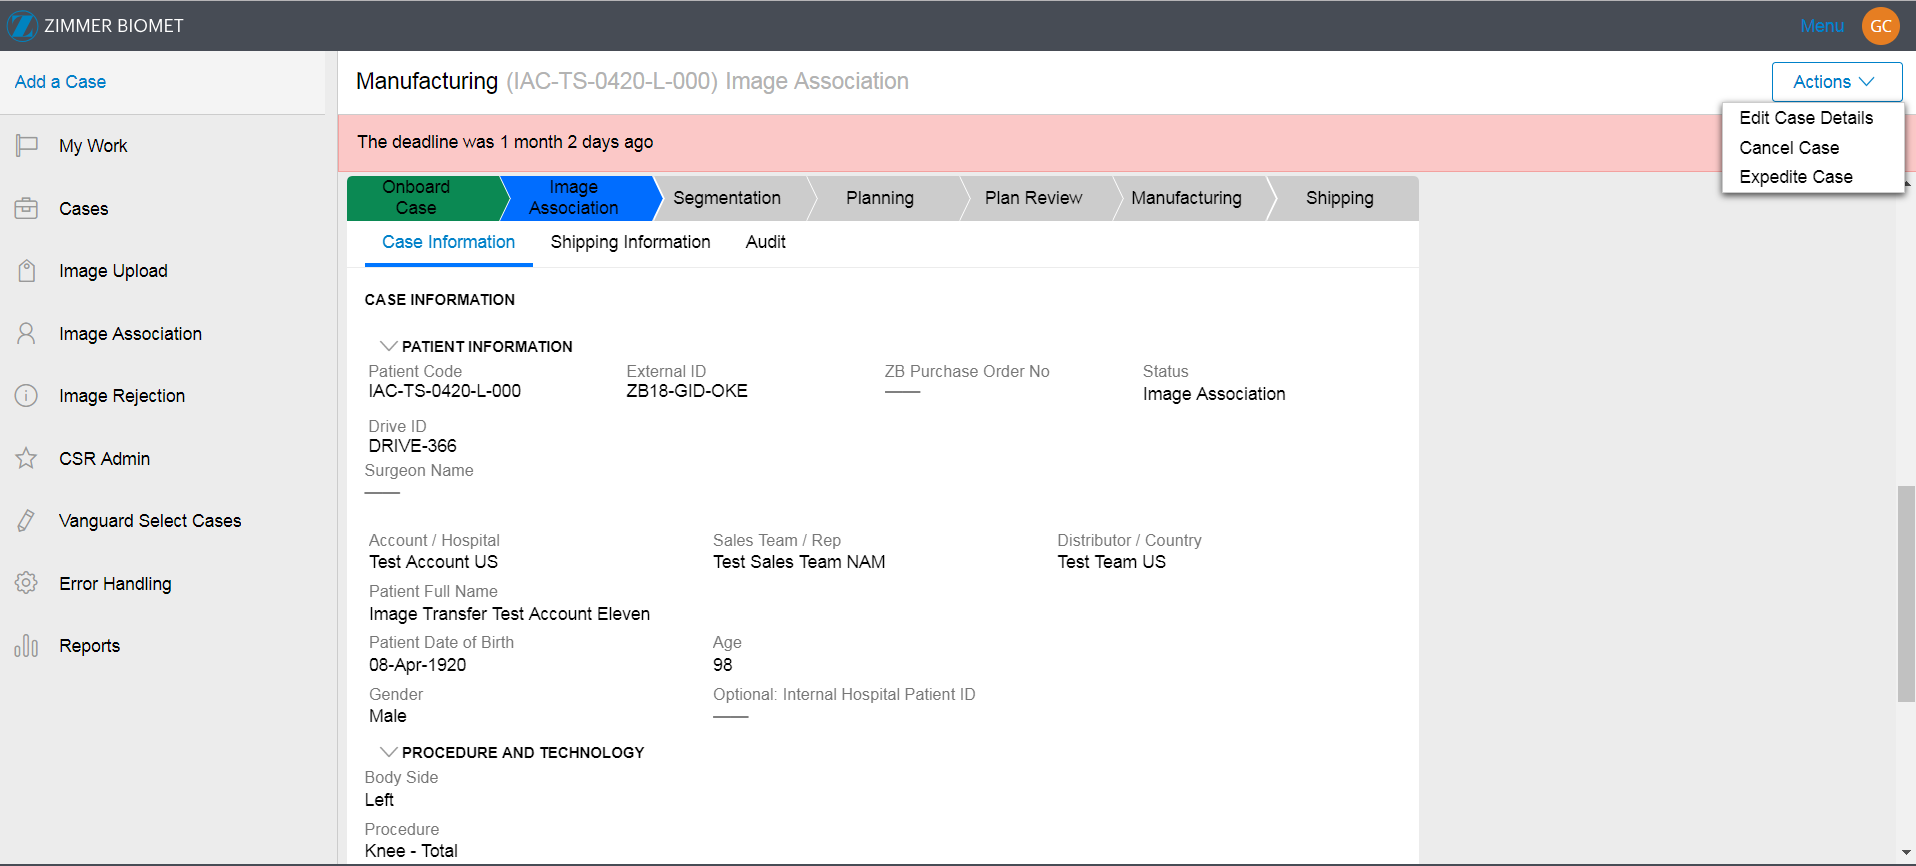 ZIMMER BIOMET
Menu
GC
Add a Case
My Work
Cases
Image Upload
Image Association
Image Rejection
CSR Admin
Vanguard Select Cases
Error Handling
Reports
Manufacturing (IAC-TS-0420-L-000) Image Association
Actions
Edit Case Details
Cancel Case
Expedite Case
The deadline was 1 month 2 days ago
Onboard
Case
Image
Association
Segmentation
Planning
Plan Review
Manufacturing
Shipping
Case Information
Shipping Information
Audit
CASE INFORMATION
PATIENT INFORMATION
Patient Code
IAC-TS-0420-L-000
External ID
ZB18-GID-OKE
ZB Purchase Order No
Status
Image Association
Drive ID
DRIVE-366
Surgeon Name
Account / Hospital
Test Account US
Sales Team / Rep
Test Sales Team NAM
Distributor / Country
Test Team US
Patient Full Name
Image Transfer Test Account Eleven
Patient Date of Birth
08-Apr-1920
Age
98
Gender
Male
Optional: Internal Hospital Patient ID
PROCEDURE AND TECHNOLOGY
Body Side
Left
Procedure
Knee - Total